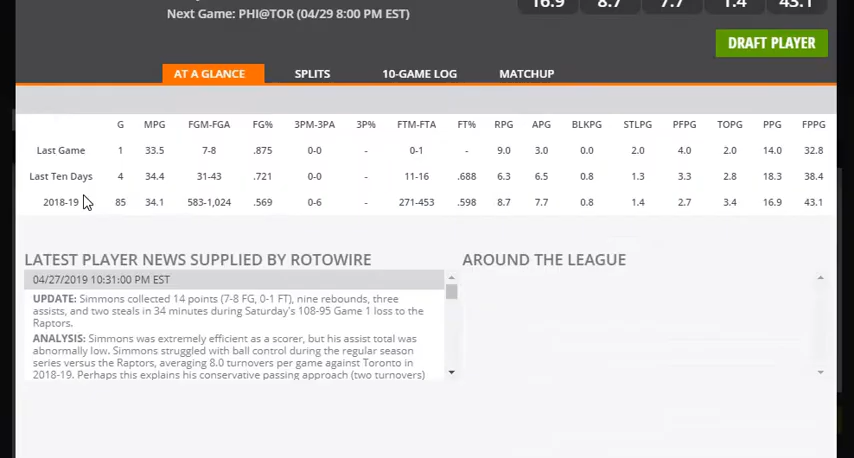 16.9 8.7 7.7 1.4 43.1
Next Game: PHI@TOR (04/29 8:00 PM EST)
DRAFT PLAYER
AT A GLANCE SPLITS 10-GAME LOG MATCHUP
G MPG FGM-FGA FG% 3PM-3PA 3P% FTM-FTA FT% RPG APG BLKPG STLPG PFPG TOPG PPG FPPG
Last Game 1 33.5 7-8 .875 0-0 - 0-1 - 9.0 3.0 0.0 2.0 4.0 2.0 14.0 32.8
Last Ten Days 4 34.4 31-43 .721 0-0 - 11-16 .688 6.3 6.5 0.8 1.3 3.3 2.8 18.3 38.4
2018-19 85 34.1 583-1,024 .569 0-6 - 271-453 .598 8.7 7.7 0.8 1.4 2.7 3.4 16.9 43.1
LATEST PLAYER NEWS SUPPLIED BY ROTOWIRE
04/27/2019 10:31:00 PM EST
UPDATE: Simmons collected 14 points (7-8 FG, 0-1 FT), nine rebounds, three
assists, and two steals in 34 minutes during Saturday's 108-95 Game 1 loss to the
Raptors.
ANALYSIS: Simmons was extremely efficient as a scorer, but his assist total was
abnormally low. Simmons struggled with ball control during the regular season
series versus the Raptors, averaging 8.0 turnovers per game against Toronto in
2018-19. Perhaps this explains his conservative passing approach (two turnovers)
AROUND THE LEAGUE